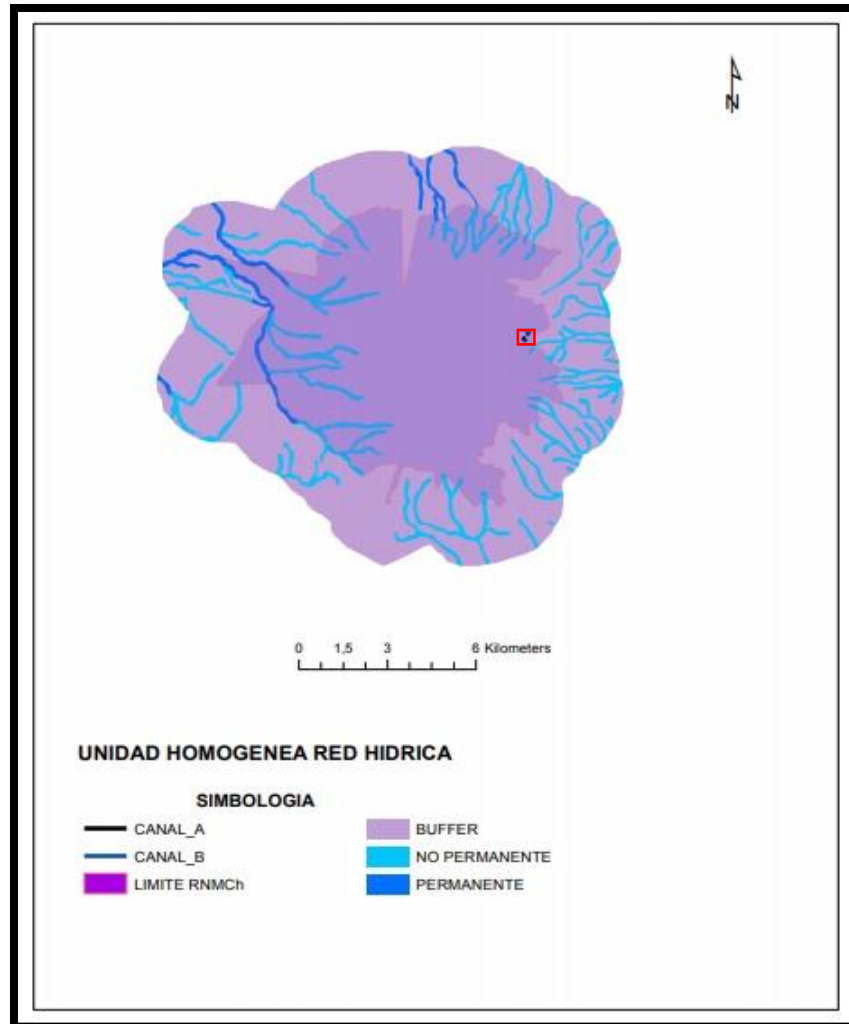 N
0 1,5 3 6 Kilometers
UNIDAD HOMOGENEA RED HIDRICA
SIMBOLOGIA
CANAL_A
CANAL_B
LIMITE RNMCh
BUFFER
NO PERMANENTE
PERMANENTE